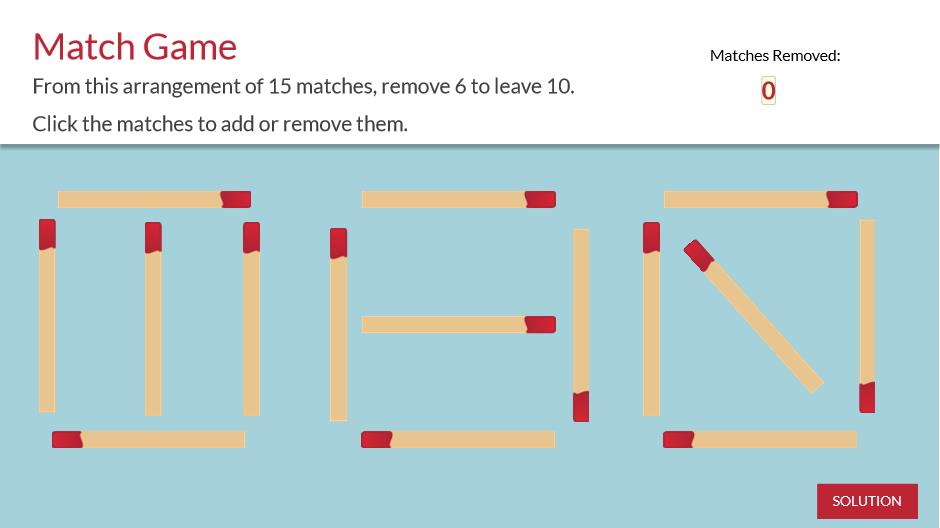 Match Game
From this arrangement of 15 matches, remove 6 to leave 10.
Click the matches to add or remove them.
Matches Removed:
0
SOLUTION